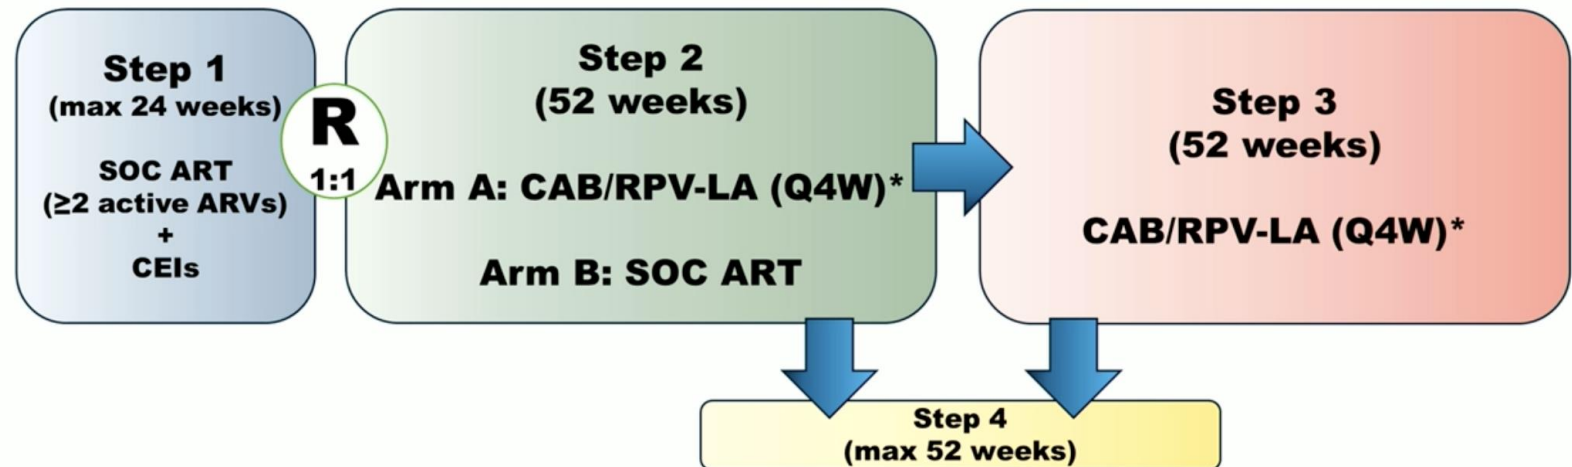 Step 1
(max 24 weeks)
SOC ART
(≥2 active ARVs)
+
CEIs
R
1:1
Step 2
(52 weeks)
Arm A: CAB/RPV-LA (Q4W)*
Arm B: SOC ART
Step 3
(52 weeks)
CAB/RPV-LA (Q4W)*
Step 4
(max 52 weeks)